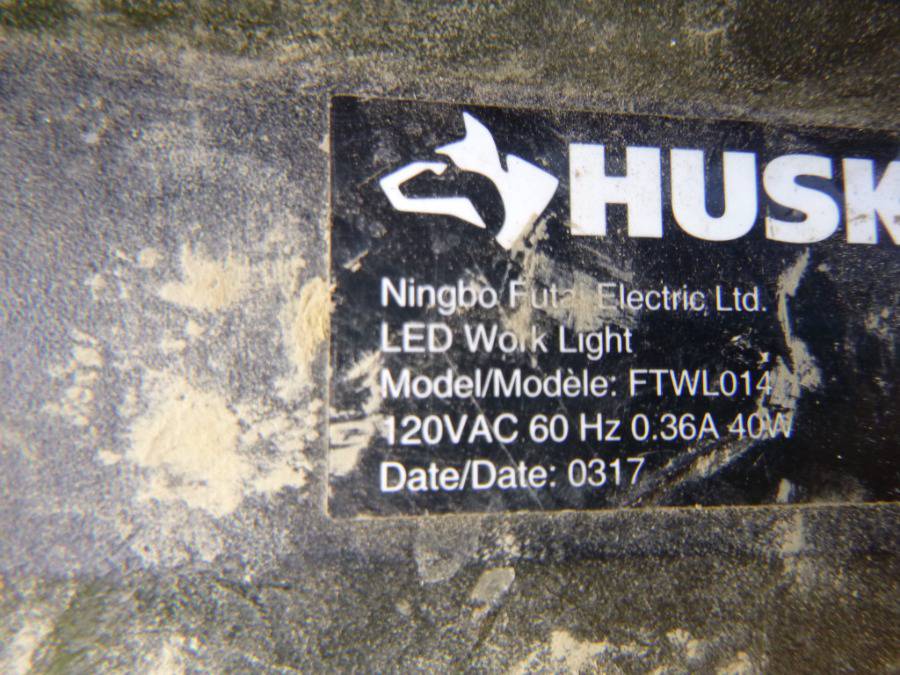 HUSK
Ningbo Electric Ltd.
LED Work Light
Model/Modèle: FTWL014
120VAC 60 Hz 0.36A 40W
Date/Date: 0317